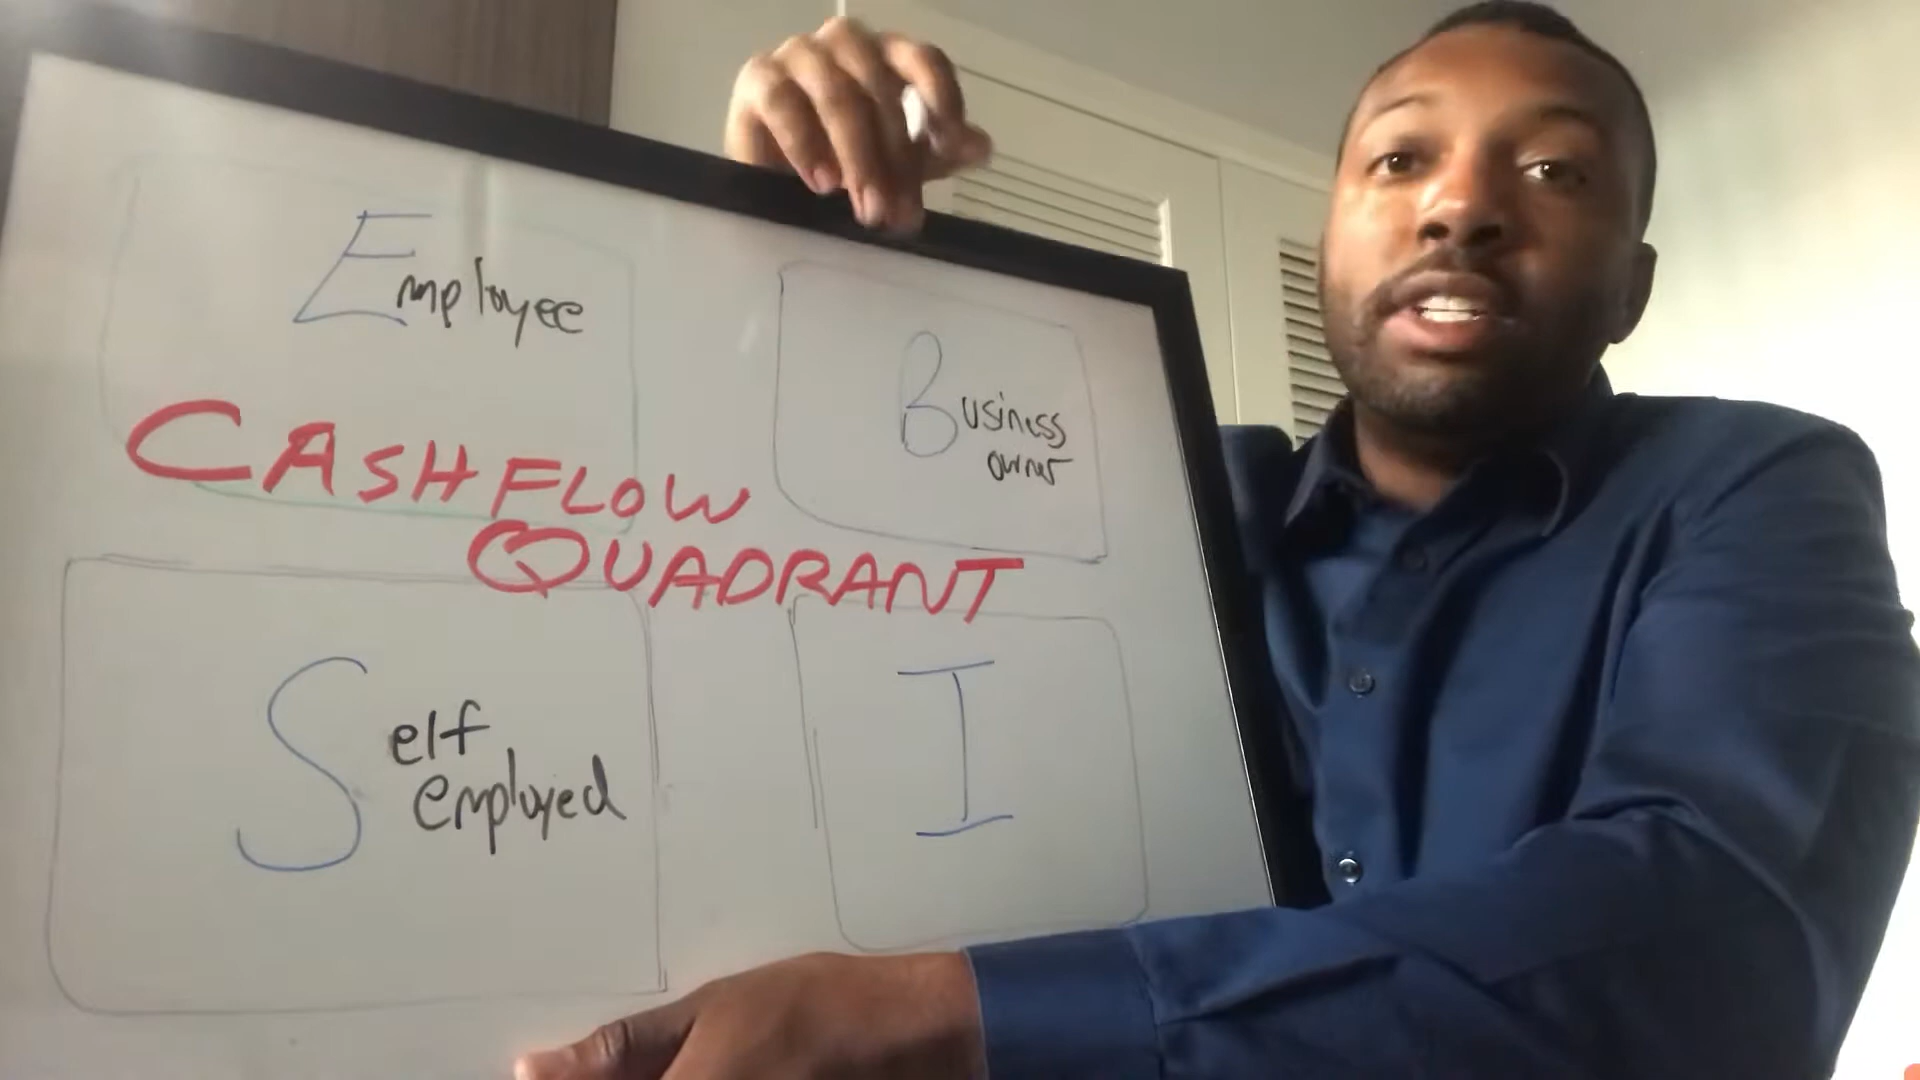 Employee
Business
owner
CASHFLOW
QUADRANT
Self
employed
I